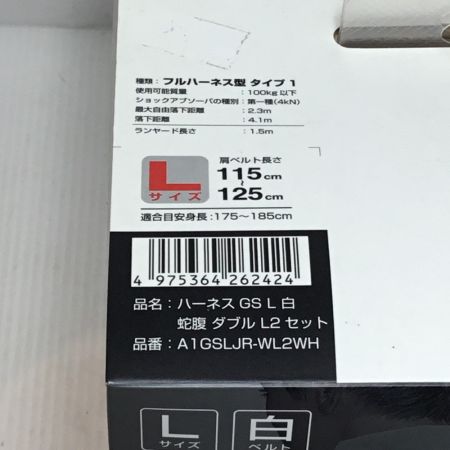 種類：フルハーネス型 タイプ 1
使用可能質量 ：100kg 以下
ショックアブソーバの種別：第一種(4kN)
最大自由落下距離 ：2.3m
落下距離 ：4.1m
ランヤード長さ ：1.5m
L
サイズ
肩ベルト長さ
115cm
~
125cm
適合目安身長：175〜185cm
4 975364 262424
品名：ハーネス GS L 白
蛇腹 ダブル L2 セット
品番：A1GSLJR-WL2WH
L
サイズ
白
ベルト